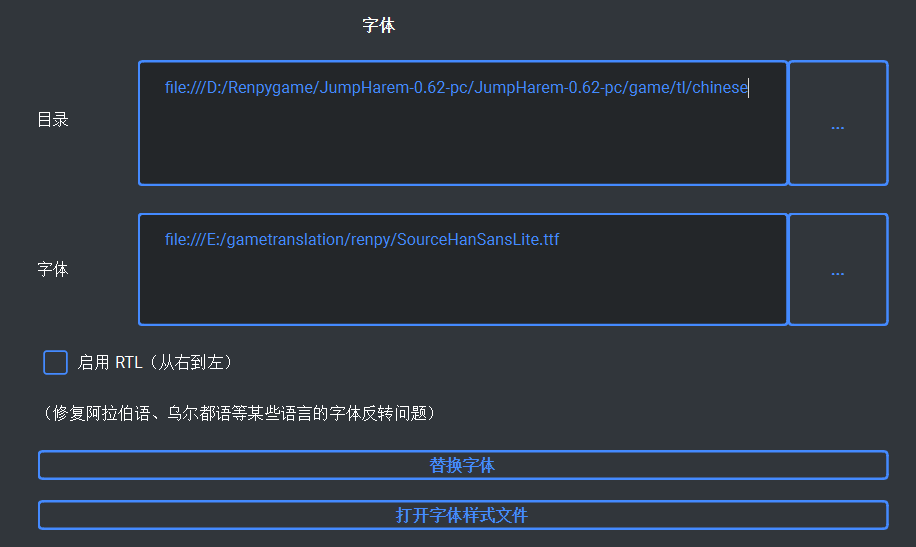 字体
目录
file:///D:/Renpygame/JumpHarem-0.62-pc/JumpHarem-0.62-pc/game/tl/chinese
...
字体
file:///E:/gametranslation/renpy/SourceHanSansLite.ttf
...
启用 RTL（从右到左）
（修复阿拉伯语、乌尔都语等某些语言的字体反转问题）
替换字体
打开字体样式文件